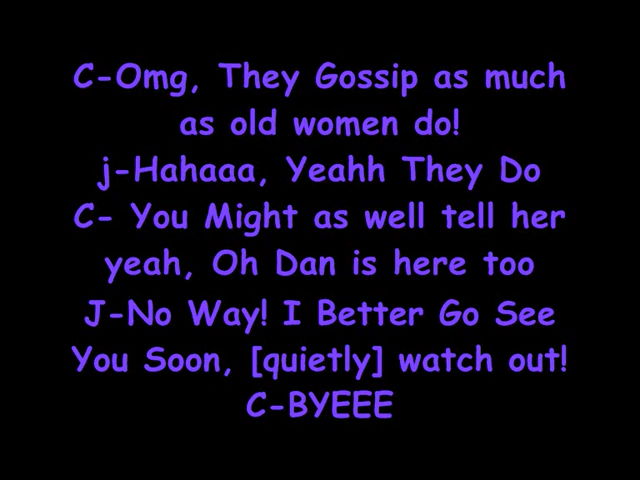 C-Omg, They Gossip as much
as old women do!
j-Hahaaa, Yeahh They Do
C- You Might as well tell her
yeah, Oh Dan is here too
J-No Way! I Better Go See
You Soon, [quietly] watch out!
C-BYEEE